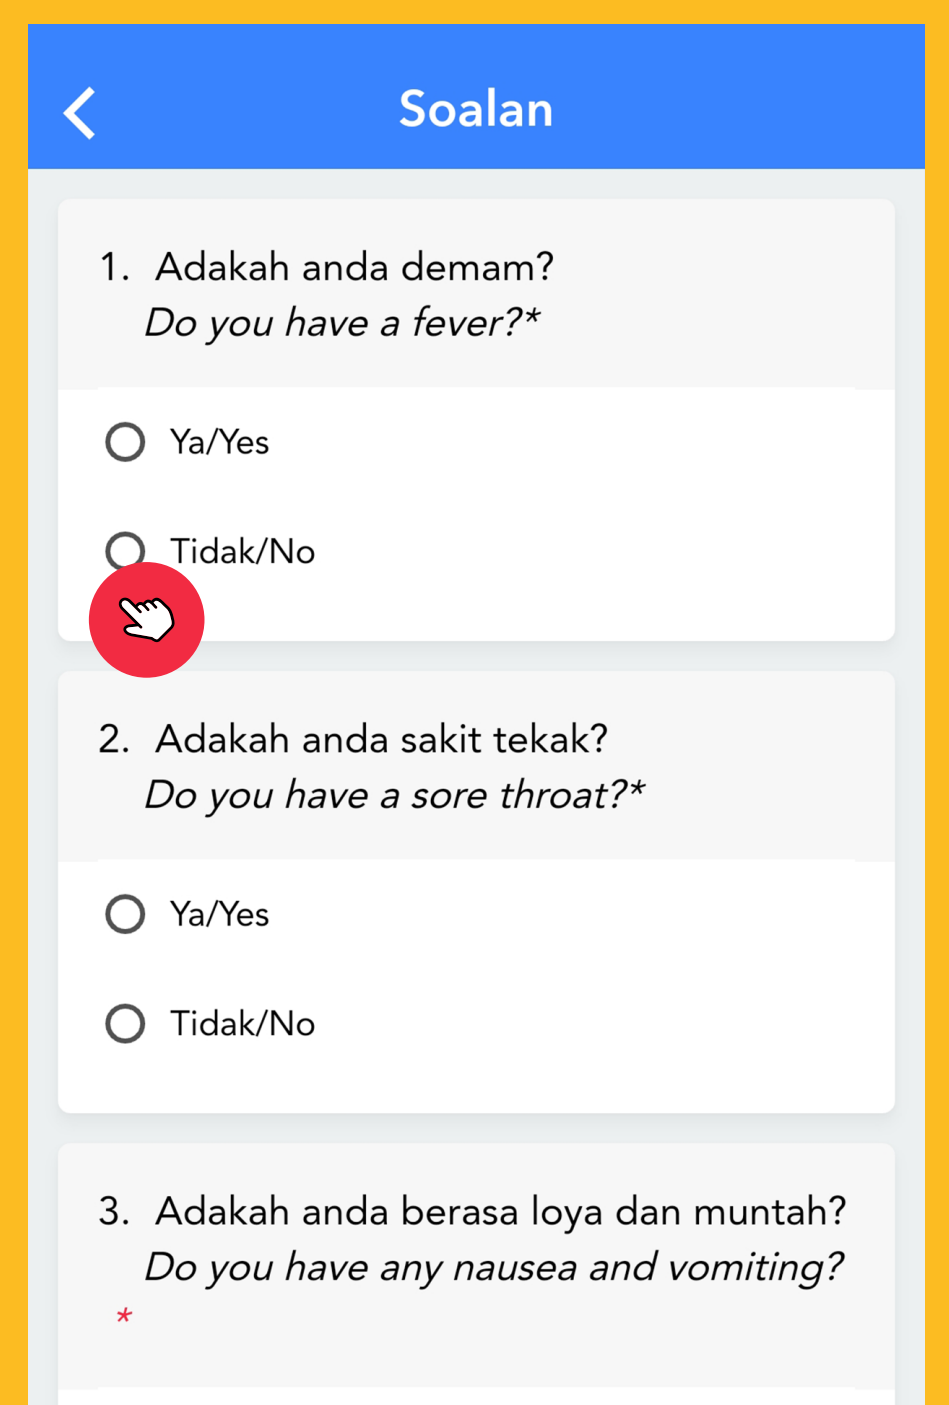 Soalan
1. Adakah anda demam?
Do you have a fever?*
Ya/Yes
Tidak/No
2. Adakah anda sakit tekak?
Do you have a sore throat?*
Ya/Yes
Tidak/No
3. Adakah anda berasa loya dan muntah?
Do you have any nausea and vomiting?
*